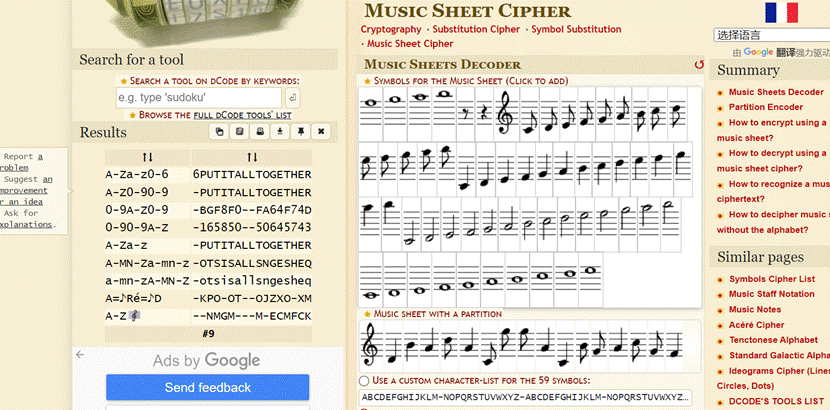 Report a
problem
Suggest an
improvement
or an idea
Ask for
explanations.
Search for a tool
★ Search a tool on dCode by keywords:
e.g. type 'sudoku'
★ Browse the full dCode tools' list
Results
↑↓ ↑↓
A-Za-z0-6 6PUTITALLTOGETHER
A-Za-z0-90-9 -PUTITALLTOGETHER
0-9A-Z0-9 -BGF8F0--FA64F74D
0-90-9A-Z -165850--50645743
A-Za-z -PUTITALLTOGETHER
A-MN-Za-mn-z -OTSISALLSNGESHEQ
a-mn-zA-MN-Z -otsisallsngesheq
A=♪Ré=♪D -KPO-OT--OJZXO-XM
A-Z🎼 --NMGM---M-ECMFCK
#9
Ads by Google
Send feedback
Music Sheet Cipher
Cryptography · Substitution Cipher · Symbol Substitution
· Music Sheet Cipher
Music Sheets Decoder
★ Symbols for the Music Sheet (Click to add)
★ Music sheet with a partition
Use a custom character-list for the 59 symbols:
ABCDEFGHIJKLM-NOPQRSTUVWXYZ-ABCDEFGHIJKLM-NOPQRSTUVWXYZ…
选择语言
由 Google 翻译强力驱动
Summary
Music Sheets Decoder
Partition Encoder
How to encrypt using a
music sheet?
How to decrypt using a
music sheet cipher?
How to recognize a mus
ciphertext?
How to decipher music s
without the alphabet?
Similar pages
Symbols Cipher List
Music Staff Notation
Music Notes
Acéré Cipher
Tenctonese Alphabet
Standard Galactic Alpha
Ideograms Cipher (Lines
Circles, Dots)
DCODE'S TOOLS LIST